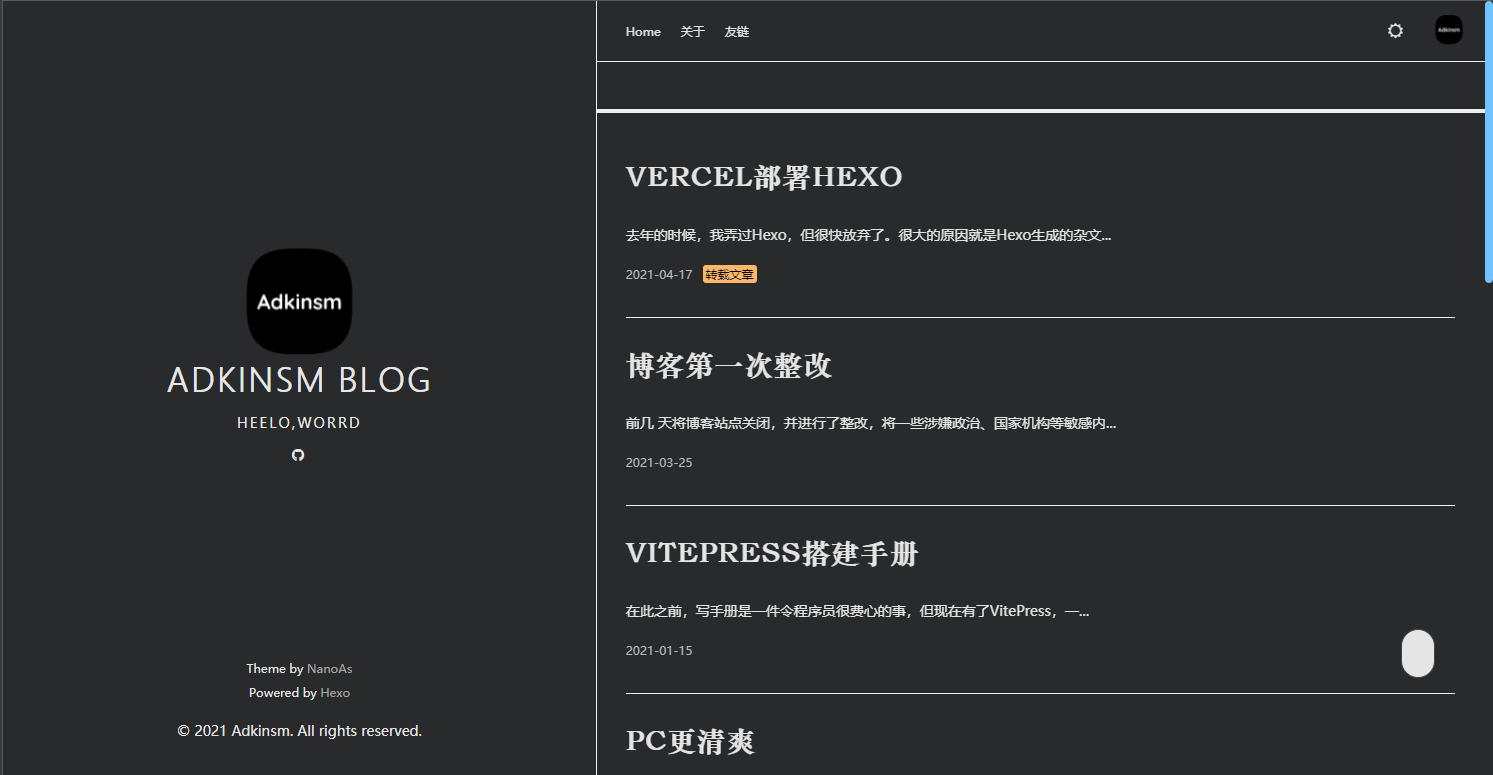 Adkinsm
ADKINSM BLOG
HEELO,WORRD
Theme by NanoAs
Powered by Hexo
© 2021 Adkinsm. All rights reserved.
Home 关于 友链
Adkinsm
VERCEL部署HEXO
去年的时候，我弄过Hexo，但很快放弃了。很大的原因就是Hexo生成的杂文...
2021-04-17 转载文章
博客第一次整改
前几 天将博客站点关闭，并进行了整改，将一些涉嫌政治、国家机构等敏感内...
2021-03-25
VITEPRESS搭建手册
在此之前，写手册是一件令程序员很费心的事，但现在有了VitePress，一...
2021-01-15
PC更清爽